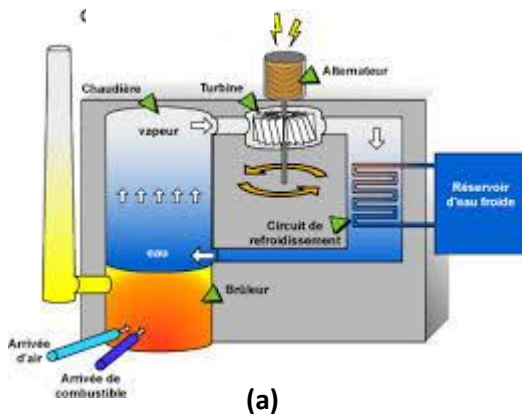 Alternateur
Chaudière
Turbine
vapeur
Réservoir
d'eau froide
Circuit de
refroidissement
eau
Brûleur
Arrivée
d'air
Arrivée de
combustible
(a)